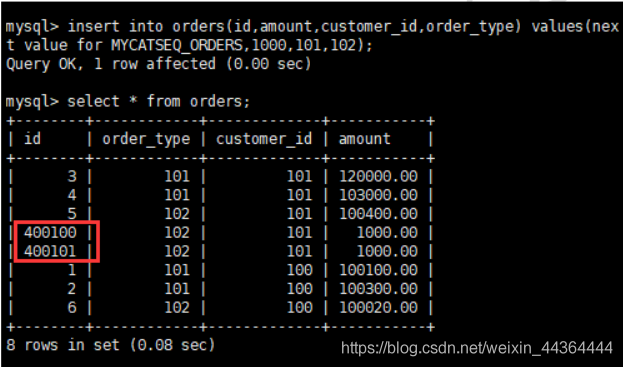 mysql> insert into orders(id,amount,customer_id,order_type) values(nex
t value for MYCATSEQ_ORDERS,1000,101,102);
Query OK, 1 row affected (0.00 sec)
mysql> select * from orders;
+--------+------------+-------------+-----------+
| id     | order_type | customer_id | amount    |
+--------+------------+-------------+-----------+
|      3 |        101 |         101 | 120000.00 |
|      4 |        101 |         101 | 103000.00 |
|      5 |        102 |         101 | 100400.00 |
| 400100 |        102 |         101 |   1000.00 |
| 400101 |        102 |         101 |   1000.00 |
|      1 |        101 |         100 | 100100.00 |
|      2 |        101 |         100 | 100300.00 |
|      6 |        102 |         100 | 100020.00 |
+--------+------------+-------------+-----------+
8 rows in set (0.08 sec)
https://blog.csdn.net/weixin_44364444